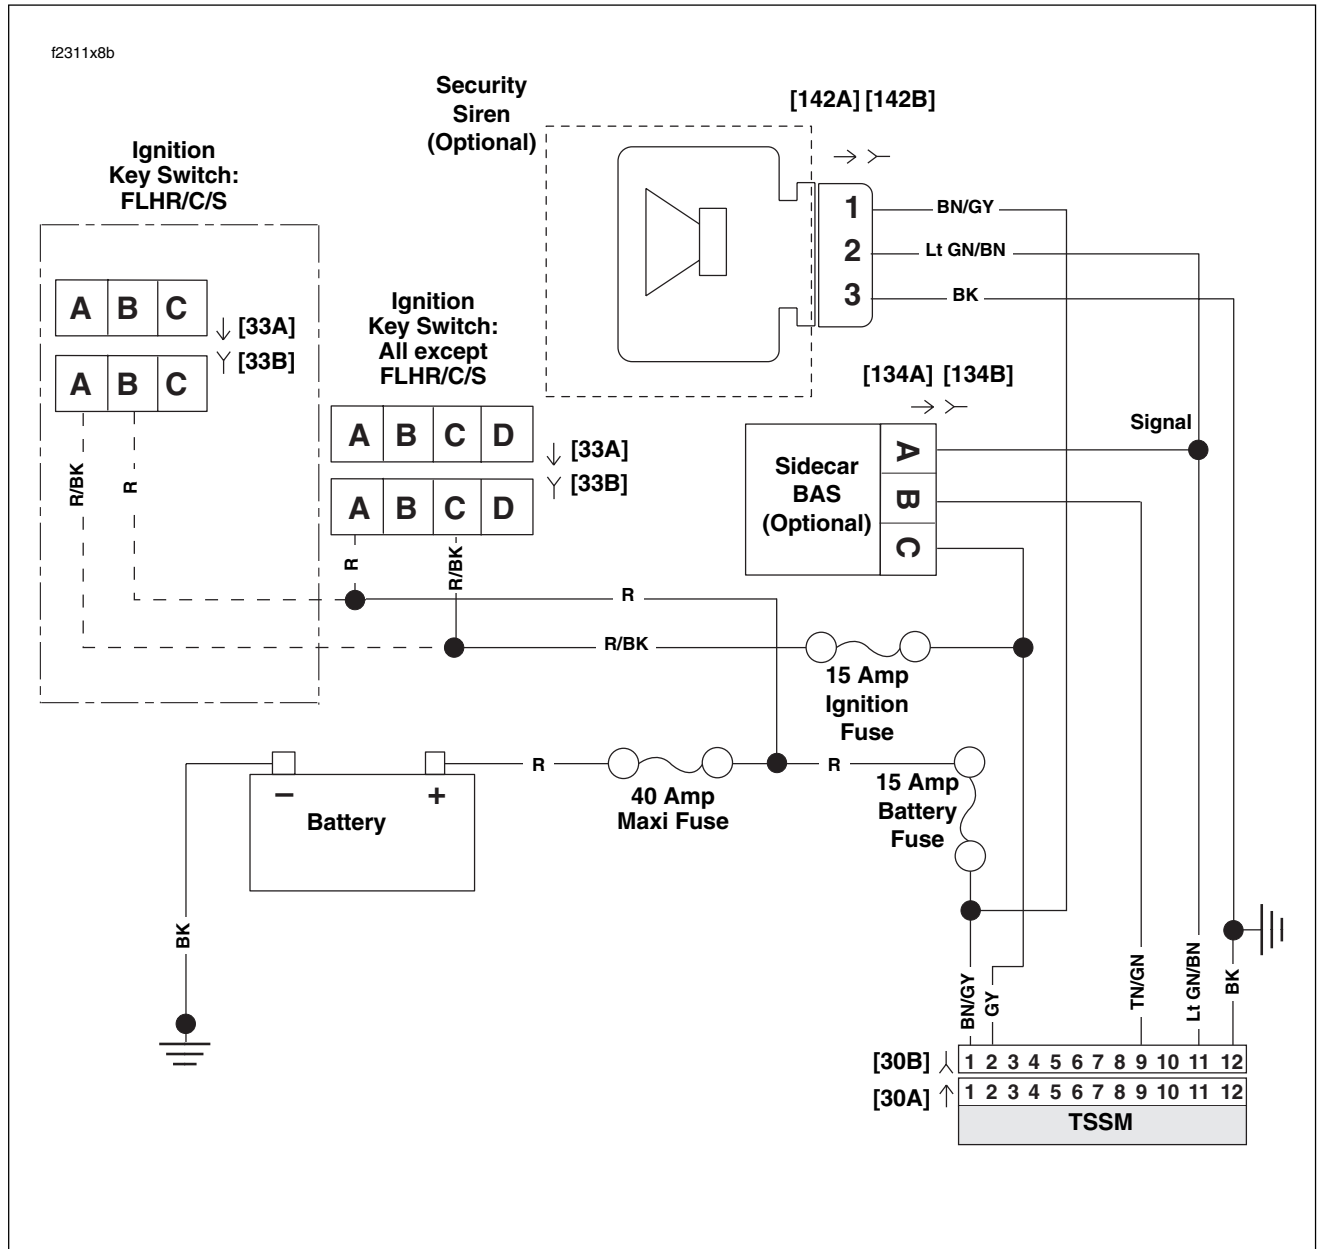 f2311x8b
Security
Siren
(Optional)
[142A] [142B]
Ignition
Key Switch:
FLHR/C/S
1
2
3
BN/GY
Lt GN/BN
BK
A B C
[33A]
[33B]
A B C
Ignition
Key Switch:
All except
FLHR/C/S
A B C D
[33A]
[33B]
A B C D
[134A] [134B]
Signal
Sidecar
BAS
(Optional)
A
B
C
R/BK
R
R
R/BK
R
R/BK
15 Amp
Ignition
Fuse
R
R
40 Amp
Maxi Fuse
15 Amp
Battery
Fuse
– +
Battery
BK
BN/GY
GY
TN/GN
Lt GN/BN
BK
[30B] 1 2 3 4 5 6 7 8 9 10 11 12
[30A] 1 2 3 4 5 6 7 8 9 10 11 12
TSSM